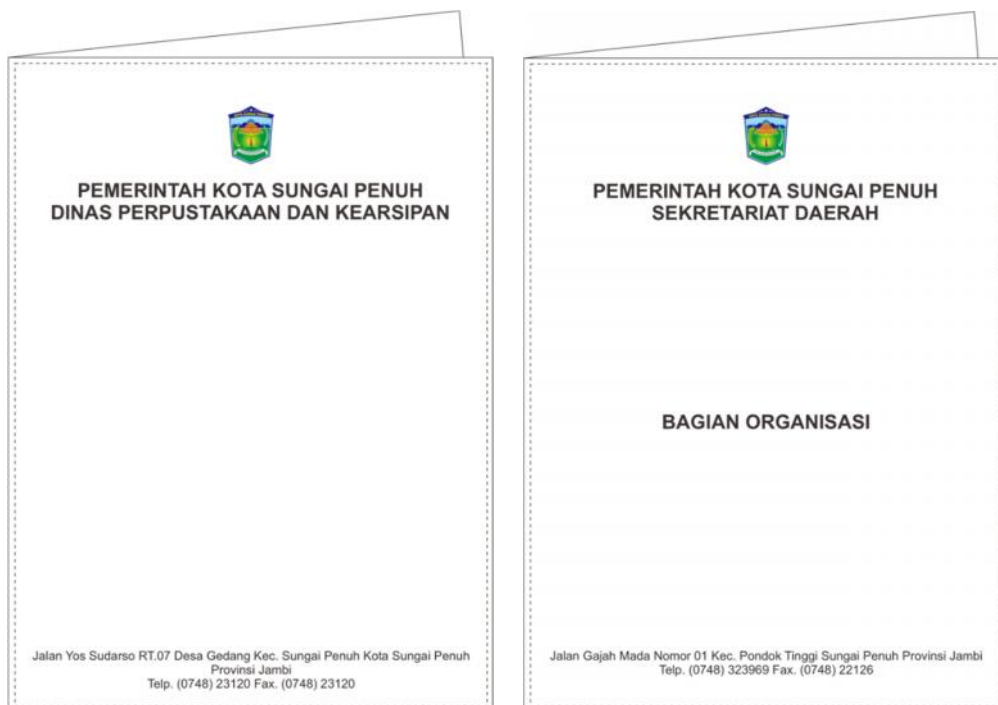 PEMERINTAH KOTA SUNGAI PENUH
DINAS PERPUSTAKAAN DAN KEARSIPAN
Jalan Yos Sudarso RT.07 Desa Gedang Kec. Sungai Penuh Kota Sungai Penuh
Provinsi Jambi
Telp. (0748) 23120 Fax. (0748) 23120
PEMERINTAH KOTA SUNGAI PENUH
SEKRETARIAT DAERAH
BAGIAN ORGANISASI
Jalan Gajah Mada Nomor 01 Kec. Pondok Tinggi Sungai Penuh Provinsi Jambi
Telp. (0748) 323969 Fax. (0748) 22126